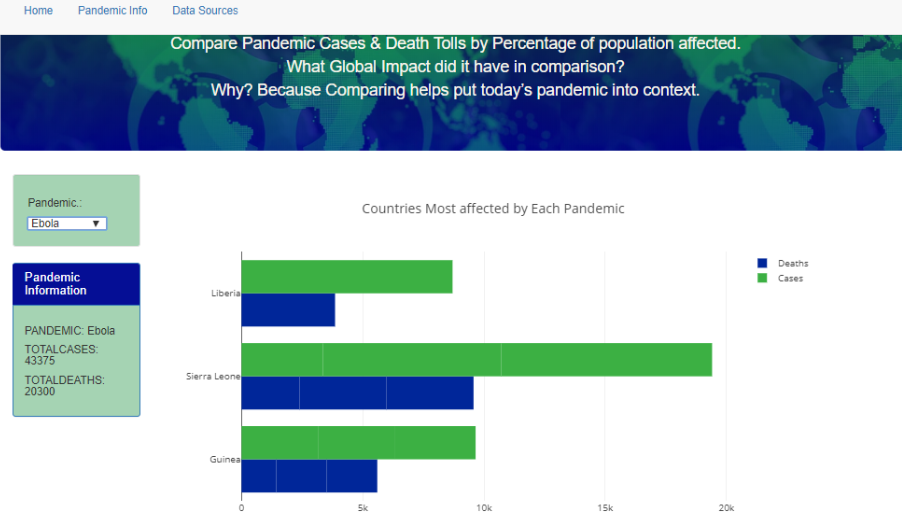 Home Pandemic Info Data Sources
Compare Pandemic Cases & Death Tolls by Percentage of population affected.
What Global Impact did it have in comparison?
Why? Because Comparing helps put today's pandemic into context.
Pandemic.:
Ebola
Pandemic
Information
PANDEMIC: Ebola
TOTALCASES:
43375
TOTALDEATHS:
20300
Countries Most affected by Each Pandemic
Deaths
Cases
Liberia
Sierra Leone
Guinea
0 5k 10k 15k 20k